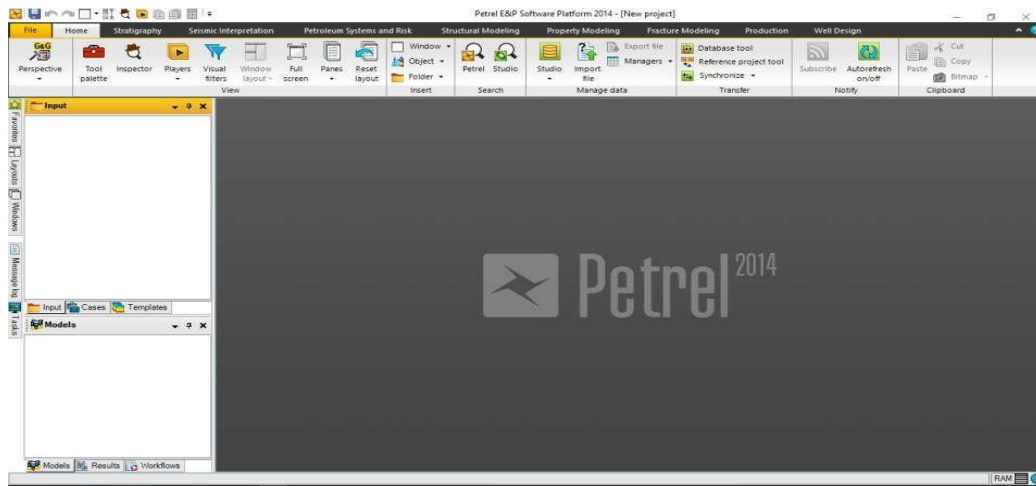 Petrel E&P Software Platform 2014 - [New project]
File Home Stratigraphy Seismic Interpretation Petroleum Systems and Risk Structural Modeling Property Modeling Fracture Modeling Production Well Design
G&G
Perspective
Tool palette
Inspector
Players
Visual filters
Window layout
Full screen
Panes
Reset layout
View
Window
Object
Folder
Insert
Petrel
Studio
Search
Studio
Import file
Export file
Managers
Manage data
Database tool
Reference project tool
Synchronize
Transfer
Subscribe
Autorefresh on/off
Notify
Paste
Cut
Copy
Bitmap
Clipboard
Favorites
Layouts
Windows
Message log
Tasks
Input
Input Cases Templates
Models
Models Results Workflows
Petrel 2014
RAM